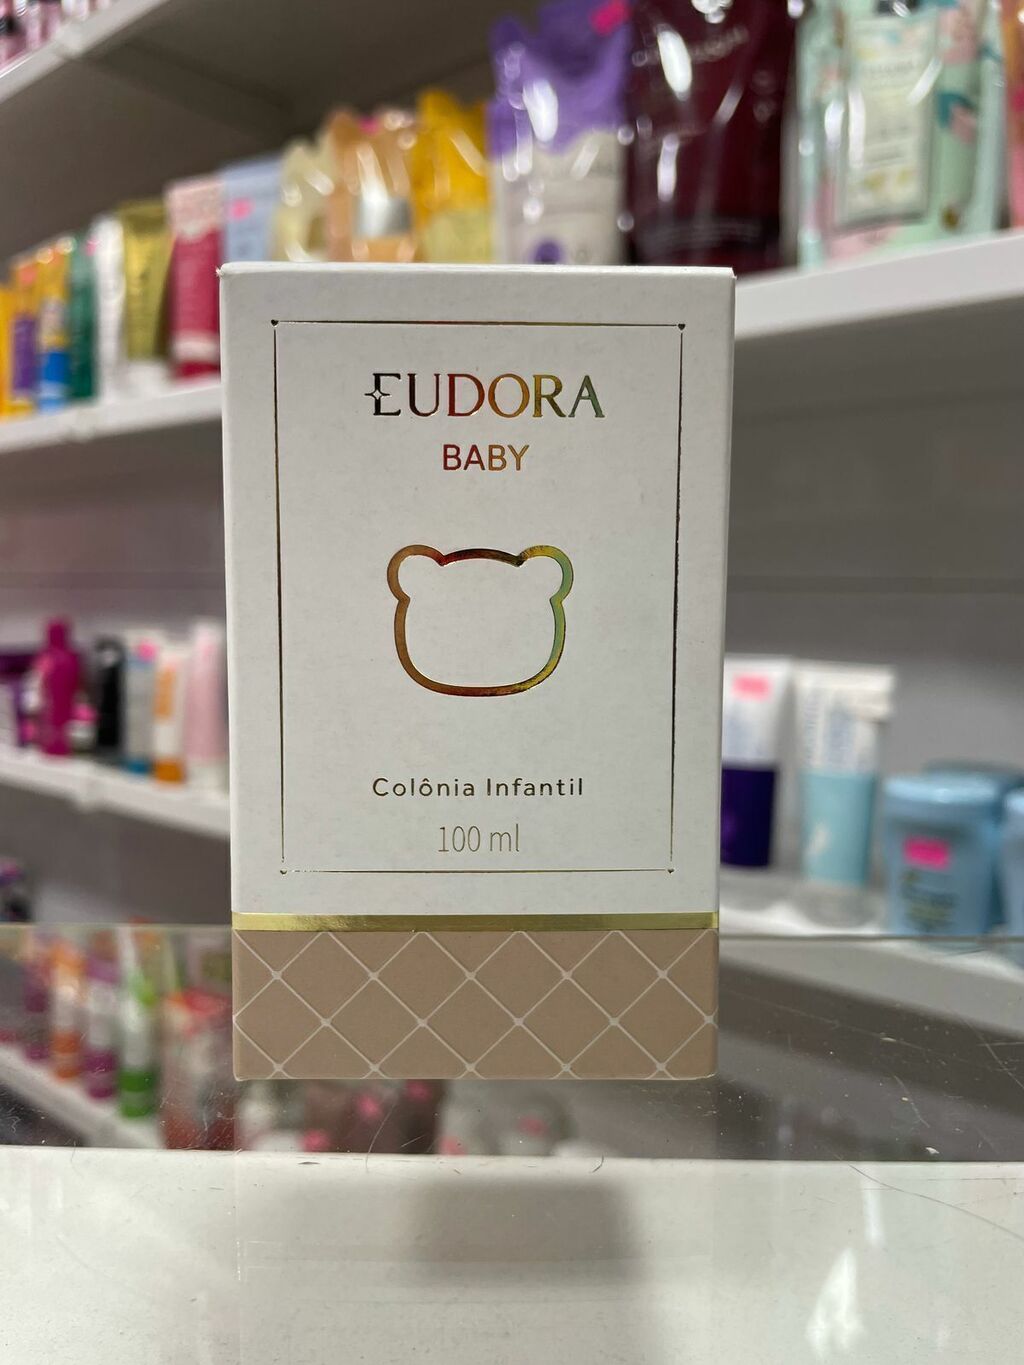 EUDORA
BABY
Colônia Infantil
100 ml